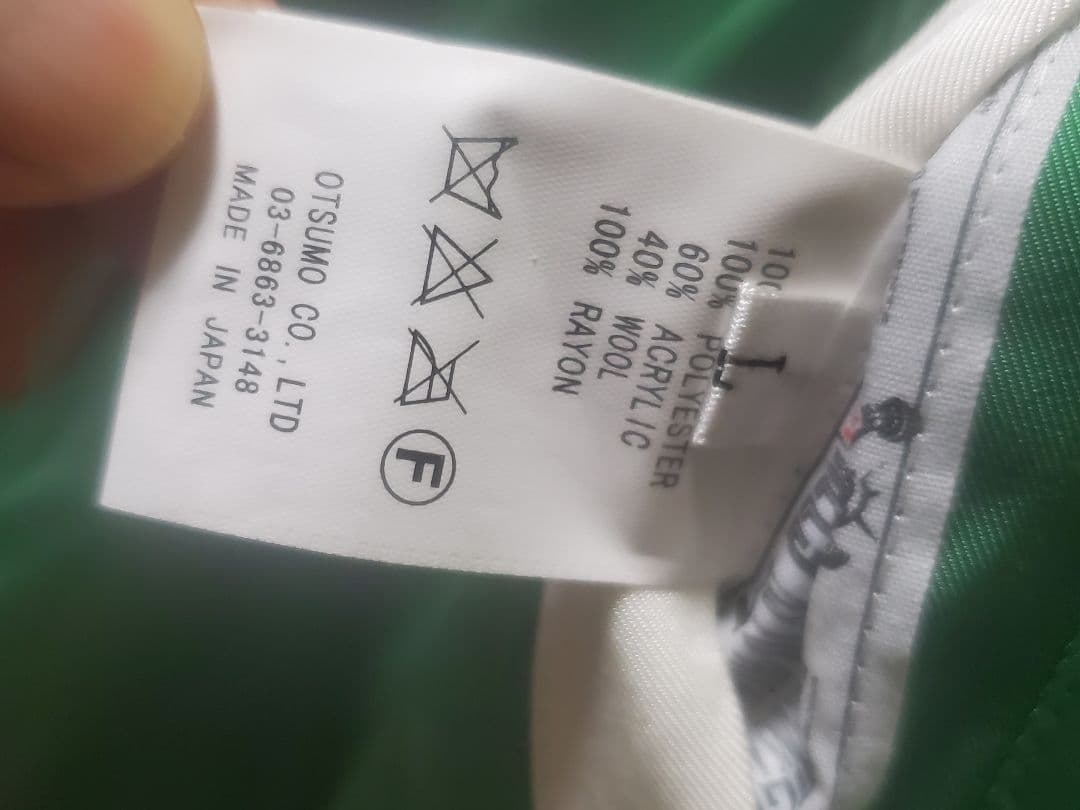 L
100% POLYESTER
60% ACRYLIC
40% WOOL
100% RAYON
F
OTSUMO CO., LTD
03-6863-3148
MADE IN JAPAN